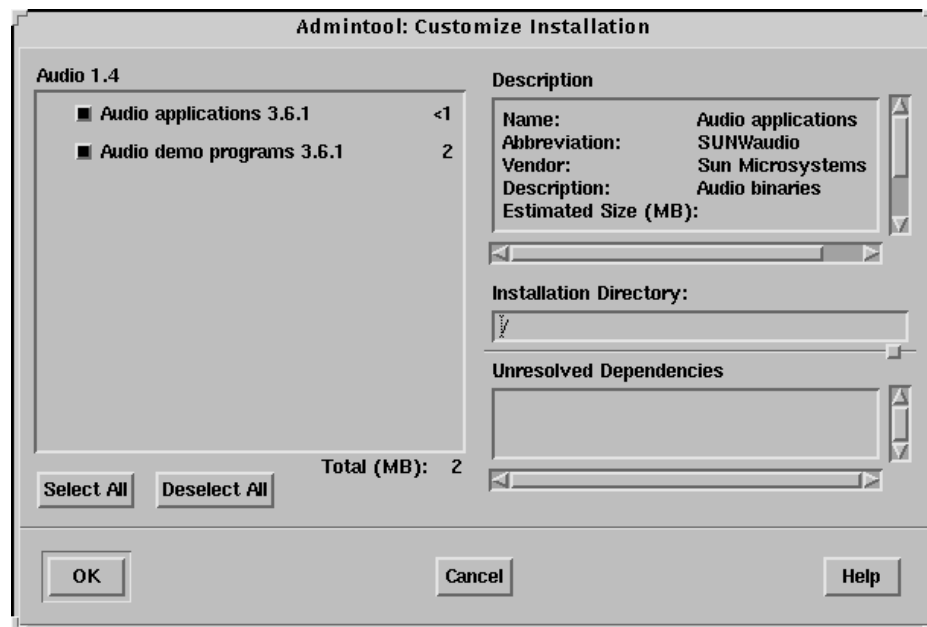 Admintool: Customize Installation
Audio 1.4
Audio applications 3.6.1 <1
Audio demo programs 3.6.1 2
Total (MB): 2
Select All Deselect All
Description
Name: Audio applications
Abbreviation: SUNWaudio
Vendor: Sun Microsystems
Description: Audio binaries
Estimated Size (MB):
Installation Directory:
/
Unresolved Dependencies
OK Cancel Help